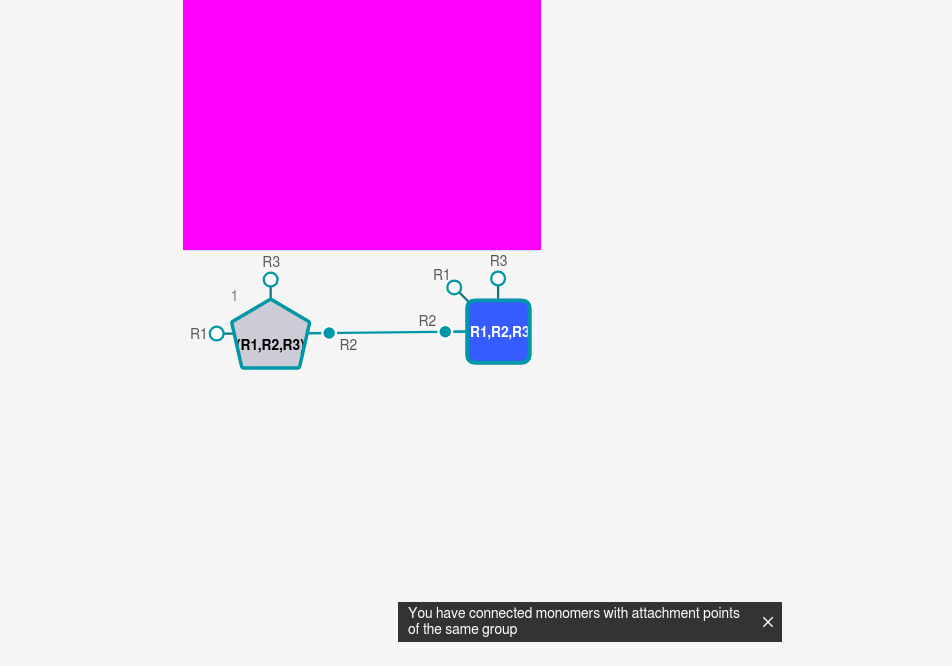 R3
R3
R1
1
R2
R1
R1,R2,R3
(R1,R2,R3)
R2
You have connected monomers with attachment points
of the same group